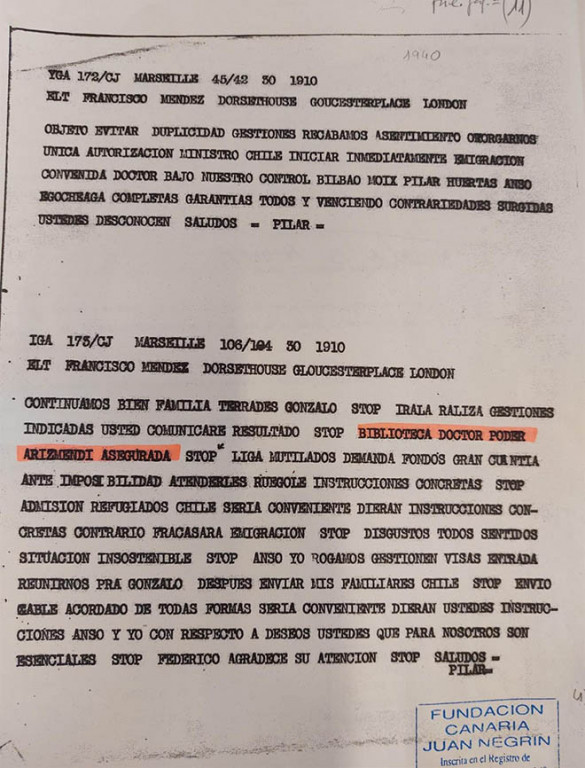 (11)
1940
YGA 172/CJ MARSEILLE 45/42 30 1910
ELT FRANCISCO MENDEZ DORSETHOUSE GOUCESTERPLACE LONDON
OBJETO EVITAR DUPLICIDAD GESTIONES RECABAMOS ASENTIMIENTO OTORGARNOS
UNICA AUTORIZACION MINISTRO CHILE INICIAR INMEDIATAMENTE EMIGRACION
CONVENIDA DOCTOR BAJO NUESTRO CONTROL BILBAO MOIX PILAR HUERTAS ANSO
EGOCHEAGA COMPLETAS GARANTIAS TODOS Y VENCIENDO CONTRARIEDADES SURGIDAS
USTEDES DESCONOCEN SALUDOS = PILAR =
IGA 173/CJ MARSEILLE 106/104 30 1910
ELT FRANCISCO MENDEZ DORSETHOUSE GLOUCESTERPLACE LONDON
CONTINUAMOS BIEN FAMILIA TERRADES GONZALO STOP IRALA RALIZA GESTIONES
INDICADAS USTED COMUNICARE RESULTADO STOP BIBLIOTECA DOCTOR PODER
ARIZMENDI ASEGURADA STOP LIGA MUTILADOS DEMANDA FONDOS GRAN CUENTIA
ANTE IMPOSIBILIDAD ATENDERLES RUEGOLE INSTRUCCIONES CONCRETAS STOP
ADMISION REFUGIADOS CHILE SERIA CONVENIENTE DIERAN INSTRUCCIONES CON-
CRETAS CONTRARIO FRACASARA EMIGRACION STOP DISGUSTOS TODOS SENTIDOS
SITUACION INSOSTENIBLE STOP ANSO YO ROGAMOS GESTIONEN VISAS ENTRADA
REUNIRNOS PRA GONZALO DESPUES ENVIAR MIS FAMILIARES CHILE STOP ENVIO
CABLE ACORDADO DE TODAS FORMAS SERIA CONVENIENTE DIERAN USTEDES INSTRUC-
CIONES ANSO Y YO CON RESPECTO A DESEOS USTEDES QUE PARA NOSOTROS SON
ESENCIALES STOP FEDERICO AGRADECE SU ATENCION STOP SALUDOS =
PILAR=
FUNDACION
CANARIA
JUAN NEGRIN
Inscrita en el Registro de